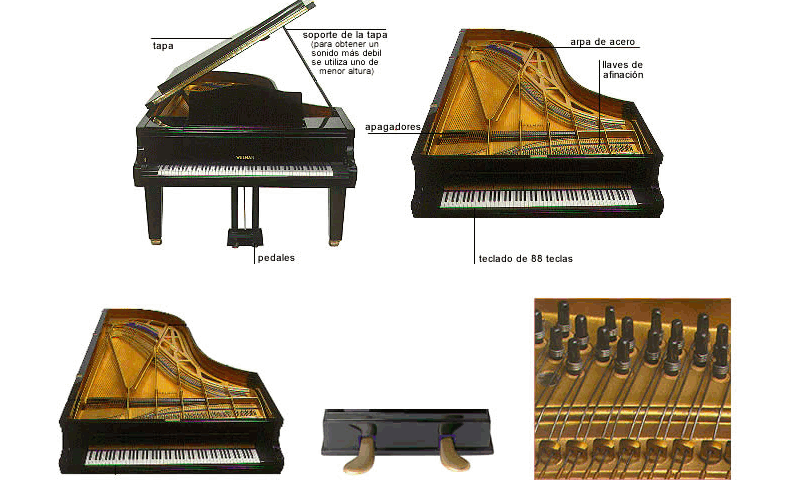 tapa
soporte de la tapa
(para obtener un
sonido más debil
se utiliza uno de
menor altura)
arpa de acero
llaves de
afinación
apagadores
pedales
teclado de 88 teclas